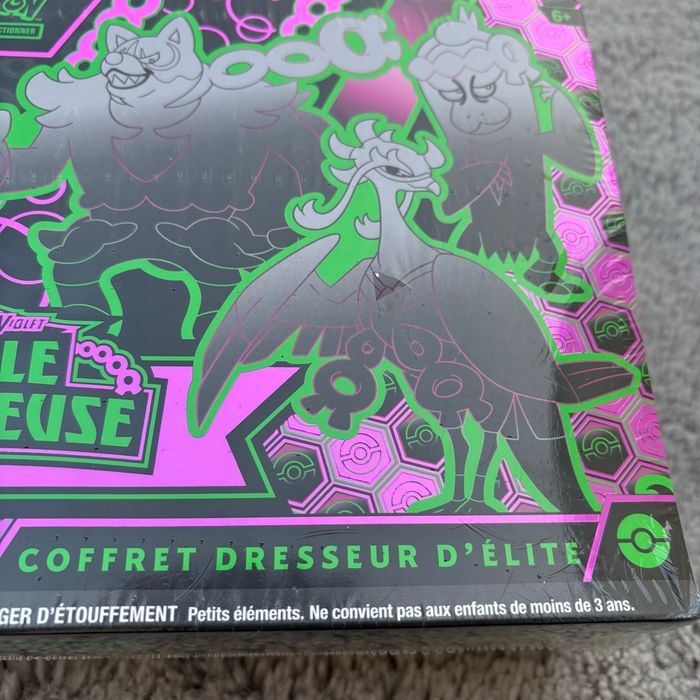 6+
VIOLET
LE
EUSE
COFFRET DRESSEUR D'ÉLITE
GER D'ÉTOUFFEMENT Petits éléments. Ne convient pas aux enfants de moins de 3 ans.